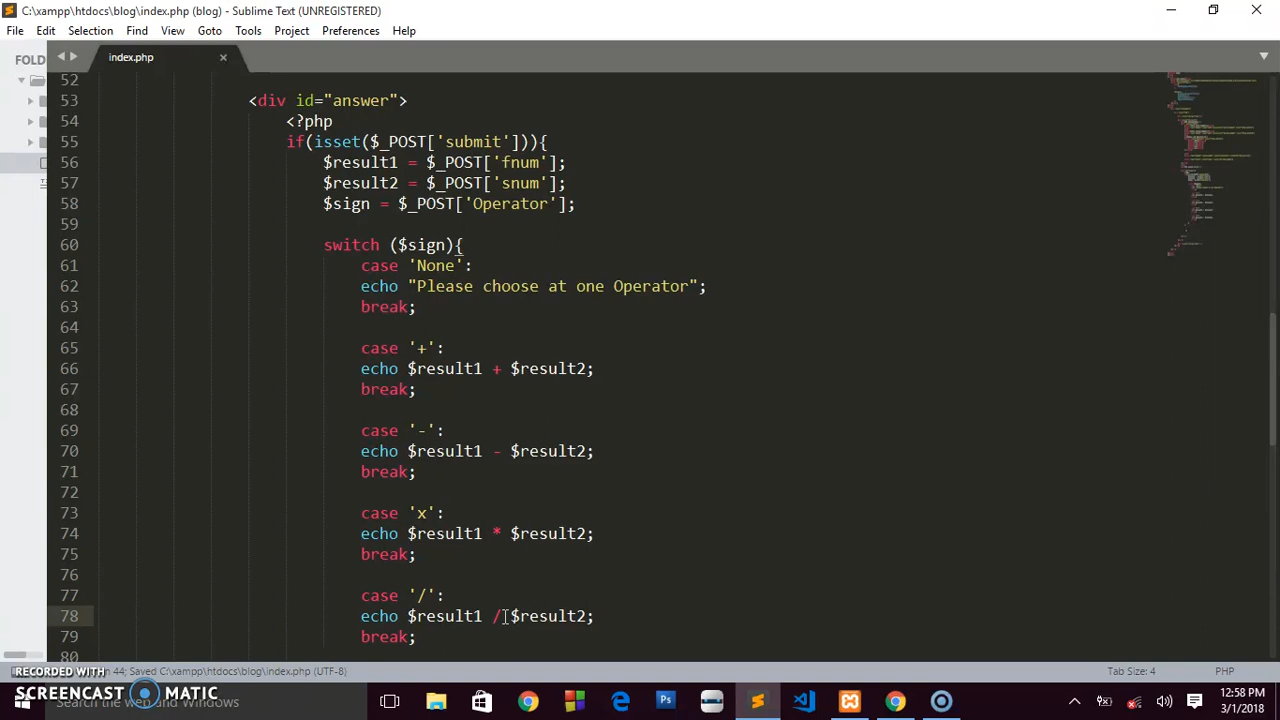 C:\xampp\htdocs\blog\index.php (blog) - Sublime Text (UNREGISTERED)
File Edit Selection Find View Goto Tools Project Preferences Help
FOLD
index.php
52
53 <div id="answer">
54 <?php
55 if(isset($_POST['submit'])){
56 $result1 = $_POST['fnum'];
57 $result2 = $_POST['snum'];
58 $sign = $_POST['Operator'];
59
60 switch ($sign){
61 case 'None':
62 echo "Please choose at one Operator";
63 break;
64
65 case '+':
66 echo $result1 + $result2;
67 break;
68
69 case '-':
70 echo $result1 - $result2;
71 break;
72
73 case 'x':
74 echo $result1 * $result2;
75 break;
76
77 case '/':
78 echo $result1 / $result2;
79 break;
80
44; Saved C:\xampp\htdocs\blog\index.php (UTF-8) Tab Size: 4 PHP
RECORDED WITH
SCREENCAST MATIC
Search the web and Windows
Ps
12:58 PM
3/1/2018